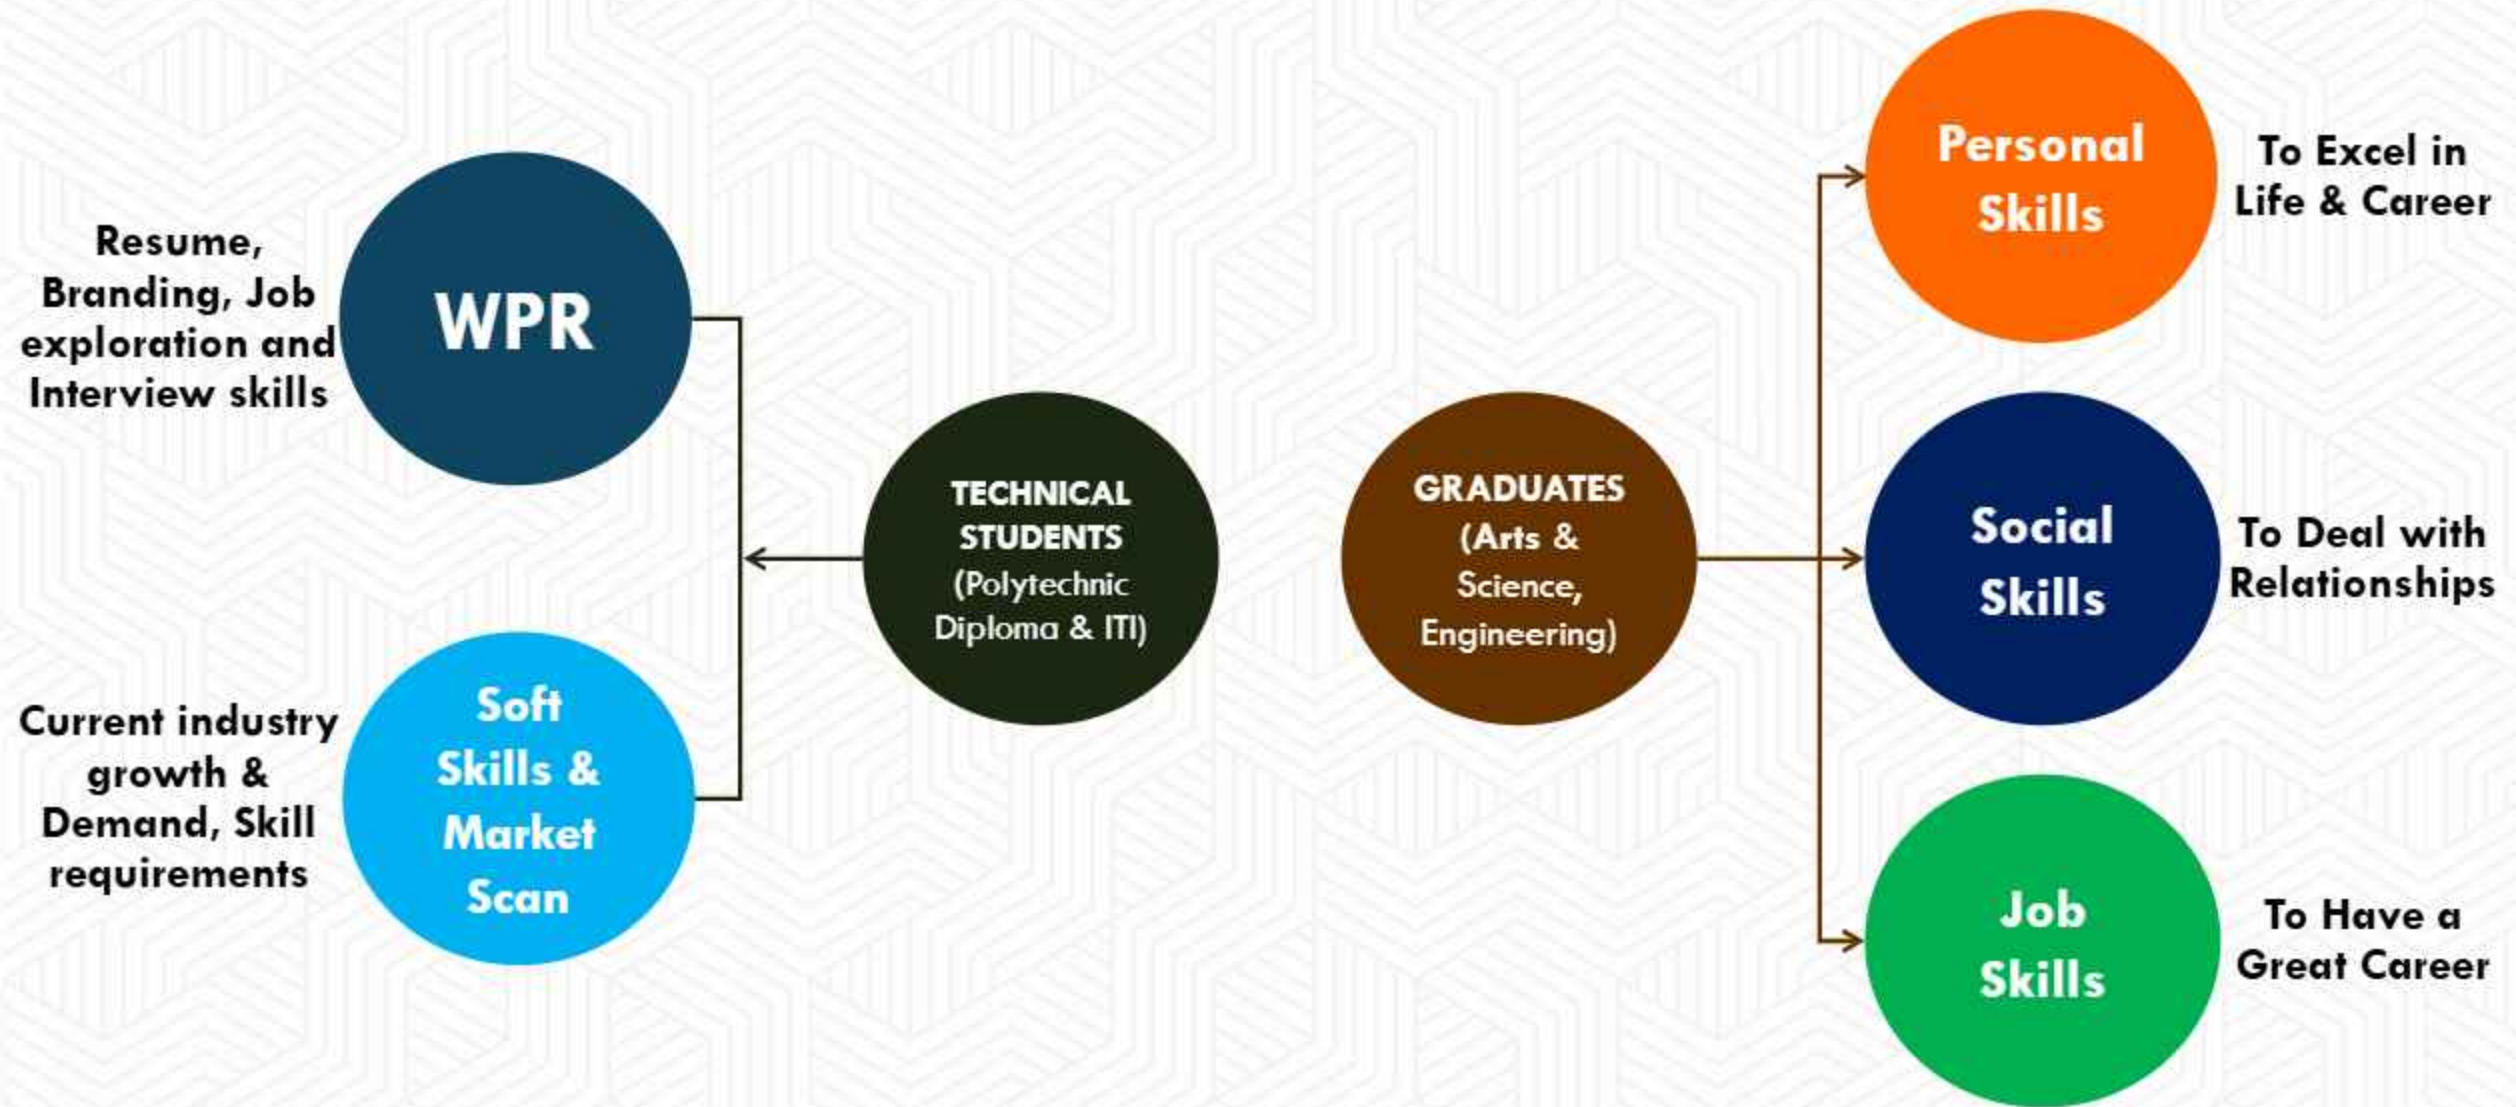 Resume,
Branding, Job
exploration and
Interview skills
WPR
Current industry
growth &
Demand, Skill
requirements
Soft
Skills &
Market
Scan
TECHNICAL
STUDENTS
(Polytechnic
Diploma & ITI)
GRADUATES
(Arts &
Science,
Engineering)
Personal
Skills
To Excel in
Life & Career
Social
Skills
To Deal with
Relationships
Job
Skills
To Have a
Great Career